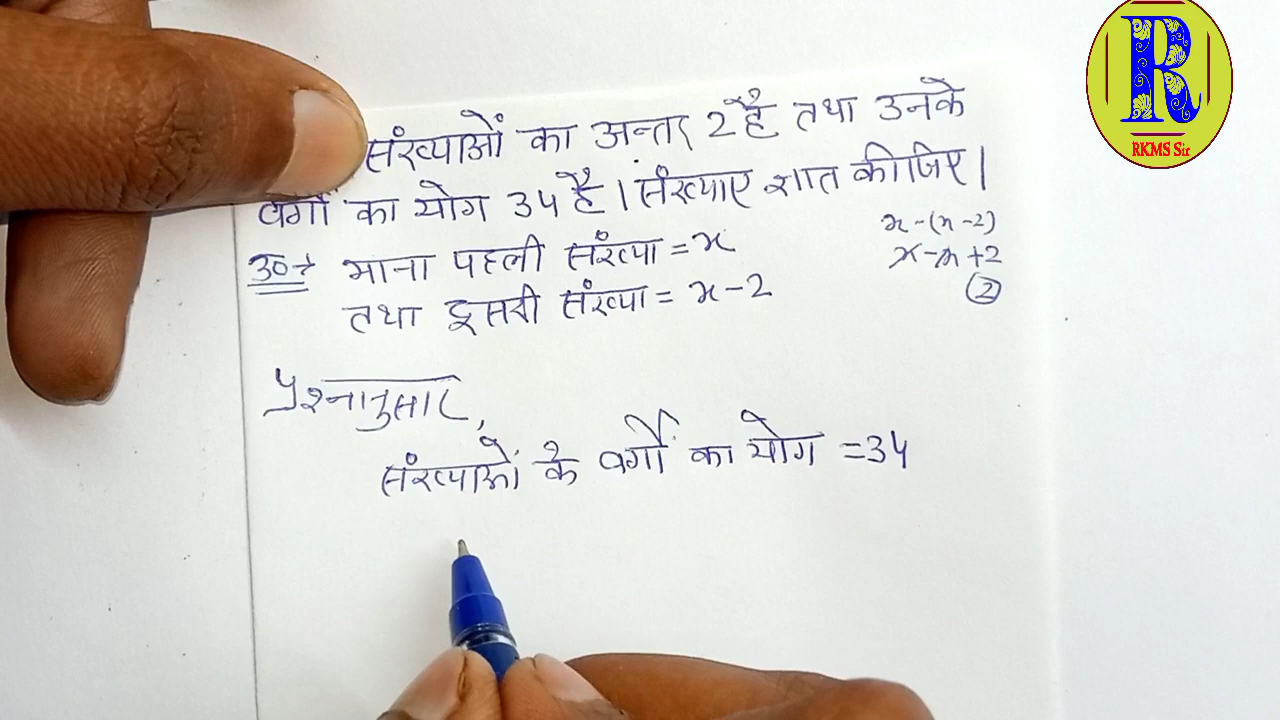 R
RKMS Sir
संख्याओं का अन्तर 2 है तथा उनके
वर्गों का योग 34 है । संख्याए ज्ञात कीजिए ।
उ०→ माना पहली संख्या = x
तथा दूसरी संख्या = x - 2
x - (x - 2)
x - x + 2
2
प्रश्नानुसार,
संख्याओं के वर्गों का योग = 34